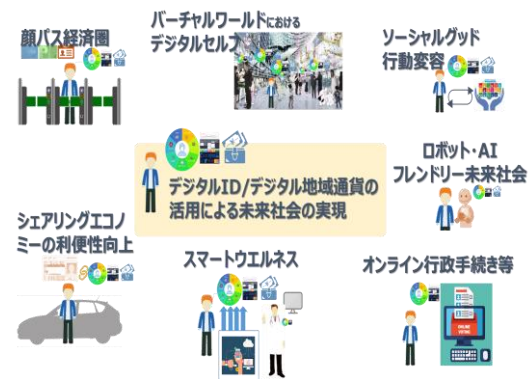 顔パス経済圏
バーチャルワールドにおける
デジタルセルフ
ソーシャルグッド
行動変容
デジタルID/デジタル地域通貨の
活用による未来社会の実現
ロボット・AI
フレンドリー未来社会
シェアリングエコノ
ミーの利便性向上
スマートウエルネス
オンライン行政手続き等
ONLINE
VOTING